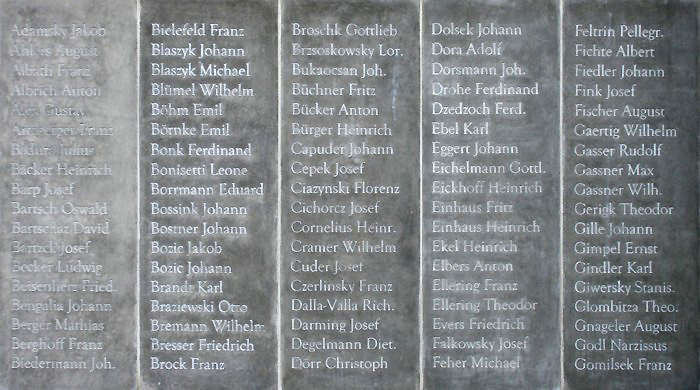 Adamsky Jakob
Ahlers August
Albath Franz
Albrich Anton
Alex Gustav
Arzberger Franz
Badura Julius
Bäcker Heinrich
Barp Josef
Bartsch Oswald
Bartschat David
Bartzck Josef
Becker Ludwig
Beisenherz Fried.
Bengalia Johann
Berger Mathias
Berghoff Franz
Biedermann Joh.
Bielefeld Franz
Blaszyk Johann
Blaszyk Michael
Blümel Wilhelm
Böhm Emil
Börnke Emil
Bonk Ferdinand
Bonisetti Leone
Borrmann Eduard
Bossink Johann
Bostner Johann
Bozic Jakob
Bozic Johann
Brandt Karl
Braziewski Otto
Bremann Wilhelm
Bresser Friedrich
Brock Franz
Broschk Gottlieb
Brzsoskowsky Lor.
Bukaocsan Joh.
Büchner Fritz
Bücker Anton
Bürger Heinrich
Capuder Johann
Cepek Josef
Ciazynski Florenz
Cichorcz Josef
Cornelius Heinr.
Cramer Wilhelm
Cuder Josef
Czerlinsky Franz
Dalla-Valla Rich.
Darming Josef
Degelmann Diet.
Dörr Christoph
Dolsek Johann
Dora Adolf
Dorsmann Joh.
Drohe Ferdinand
Dzedzoch Ferd.
Ebel Karl
Eggert Johann
Eichelmann Gottl.
Eickhoff Heinrich
Einhaus Fritz
Einhaus Heinrich
Ekel Heinrich
Elbers Anton
Ellering Franz
Ellering Theodor
Evers Friedrich
Falkowsky Josef
Feher Michael
Feltrin Pellegr.
Fichte Albert
Fiedler Johann
Fink Josef
Fischer August
Gaertig Wilhelm
Gasser Rudolf
Gassner Max
Gassner Wilh.
Gerigk Theodor
Gille Johann
Gimpel Ernst
Gindler Karl
Giwersky Stanis.
Glombitza Theo.
Gnageler August
Godl Narzissus
Gomilsek Franz